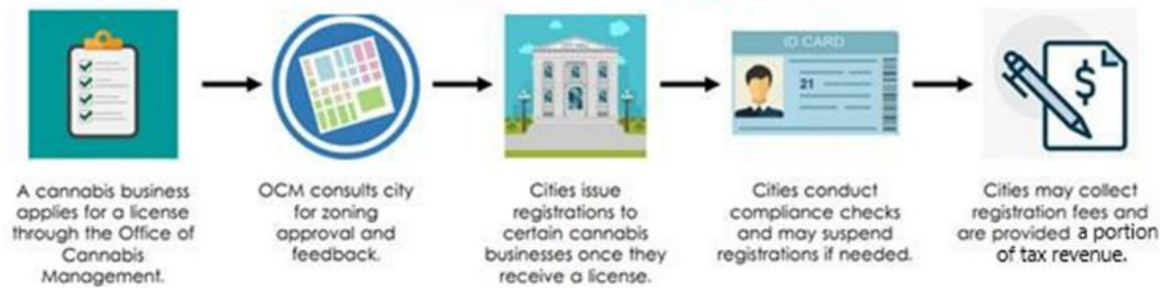 ID CARD
21
$
A cannabis business
applies for a license
through the Office of
Cannabis
Management.
OCM consults city
for zoning
approval and
feedback.
Cities issue
registrations to
certain cannabis
businesses once they
receive a license.
Cities conduct
compliance checks
and may suspend
registrations if needed.
Cities may collect
registration fees and
are provided a portion
of tax revenue.